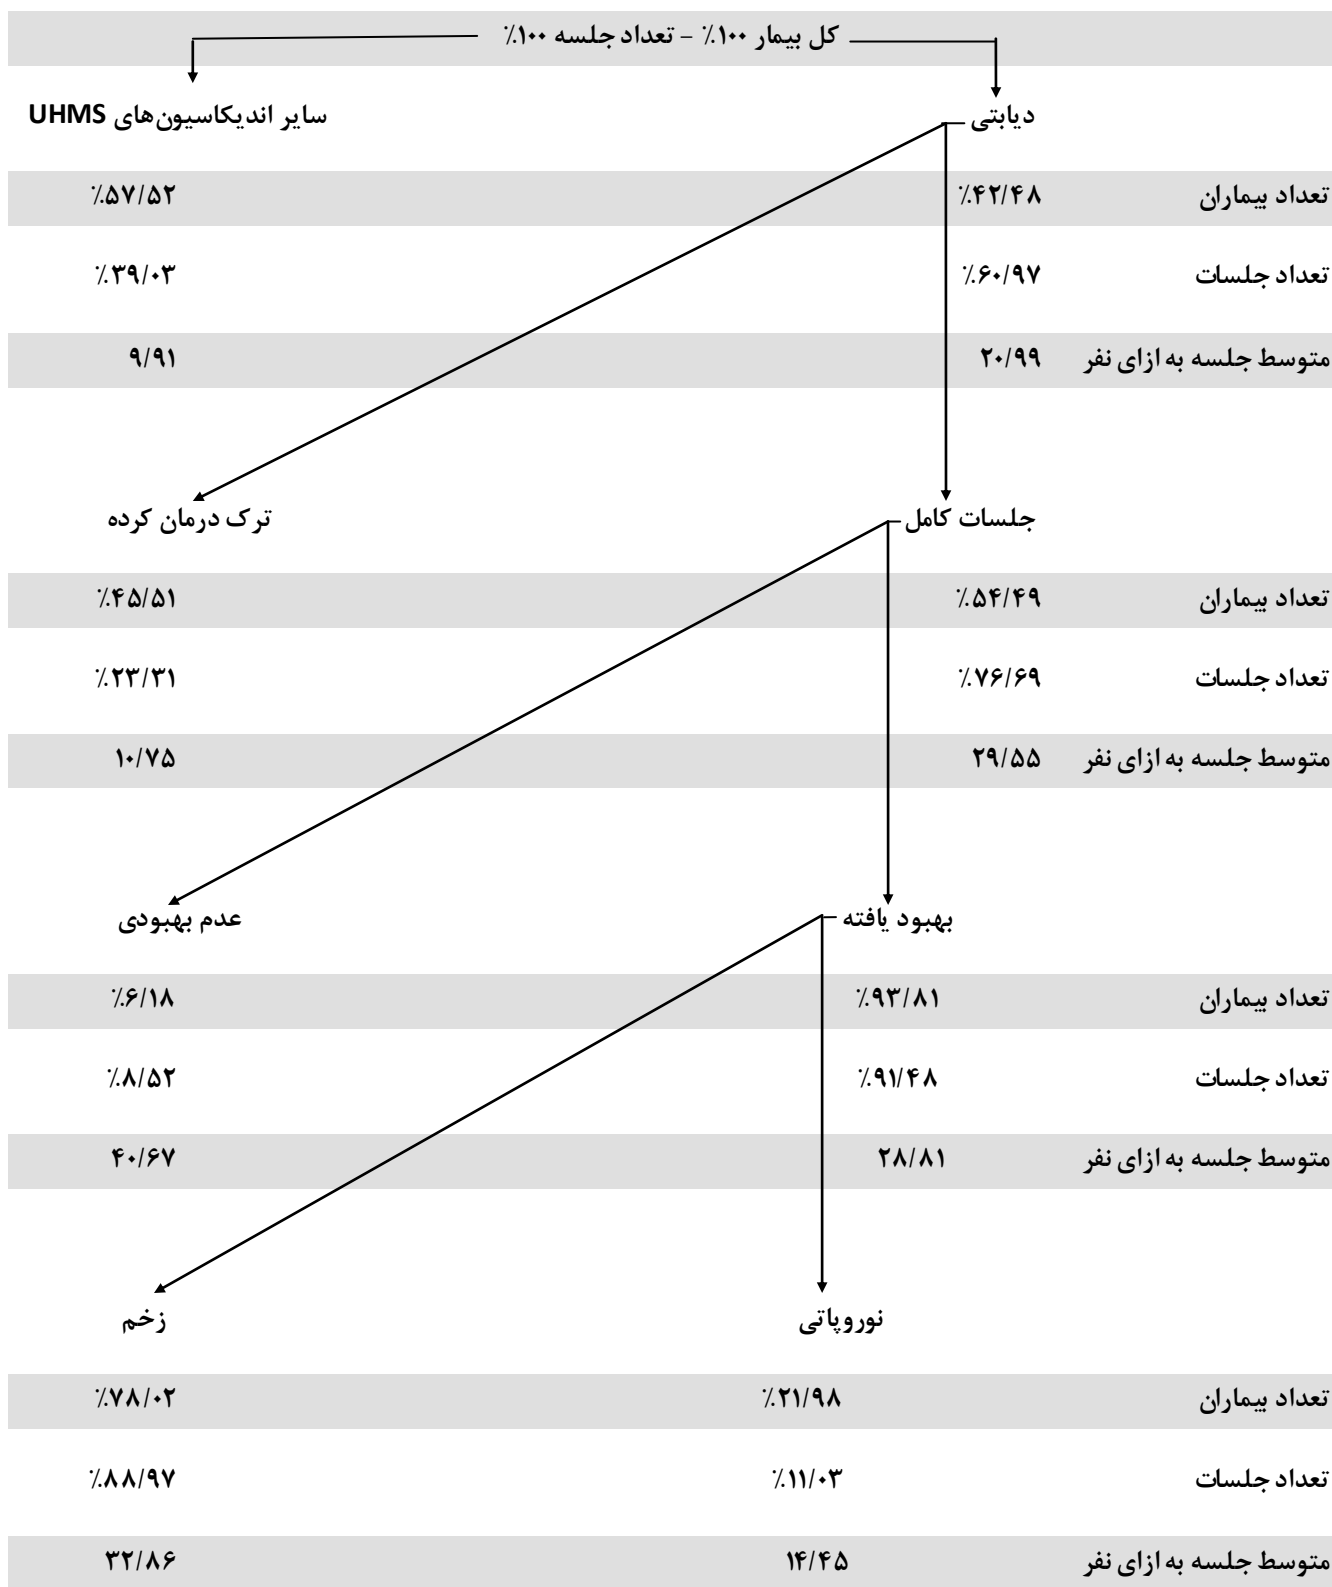 کل بیمار ۱۰۰٪ - تعداد جلسه ۱۰۰٪
دیابتی سایر اندیکاسیون‌های UHMS
تعداد بیماران ۴۲/۴۸٪ ۵۷/۵۲٪
تعداد جلسات ۶۰/۹۷٪ ۳۹/۰۳٪
متوسط جلسه به ازای نفر ۲۰/۹۹ ۹/۹۱
جلسات کامل ترک درمان کرده
تعداد بیماران ۵۴/۴۹٪ ۴۵/۵۱٪
تعداد جلسات ۷۶/۶۹٪ ۲۳/۳۱٪
متوسط جلسه به ازای نفر ۲۹/۵۵ ۱۰/۷۵
بهبود یافته عدم بهبودی
تعداد بیماران ۹۳/۸۱٪ ۶/۱۸٪
تعداد جلسات ۹۱/۴۸٪ ۸/۵۲٪
متوسط جلسه به ازای نفر ۲۸/۸۱ ۴۰/۶۷
نوروپاتی زخم
تعداد بیماران ۲۱/۹۸٪ ۷۸/۰۲٪
تعداد جلسات ۱۱/۰۳٪ ۸۸/۹۷٪
متوسط جلسه به ازای نفر ۱۴/۴۵ ۳۲/۸۶